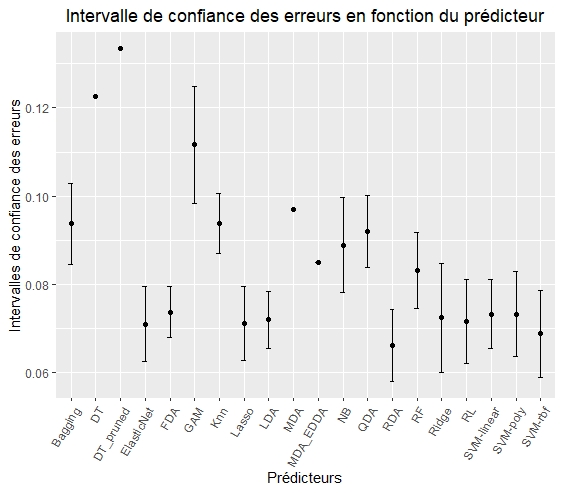 Intervalle de confiance des erreurs en fonction du prédicteur
Intervalles de confiance des erreurs
0.12
0.10
0.08
0.06
Bagging
DT
DT_pruned
ElasticNet
FDA
GAM
Knn
Lasso
LDA
MDA
MDA_EDDA
NB
QDA
RDA
RF
Ridge
RL
SVM-linear
SVM-poly
SVM-rbf
Prédicteurs